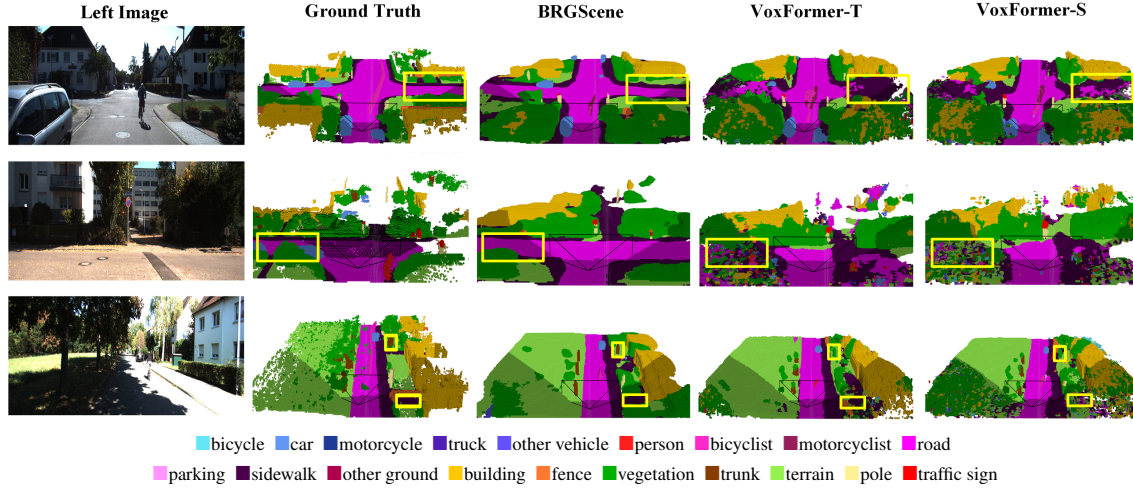 Left Image Ground Truth BRGScene VoxFormer-T VoxFormer-S
bicycle car motorcycle truck other vehicle person bicyclist motorcyclist road
parking sidewalk other ground building fence vegetation trunk terrain pole traffic sign